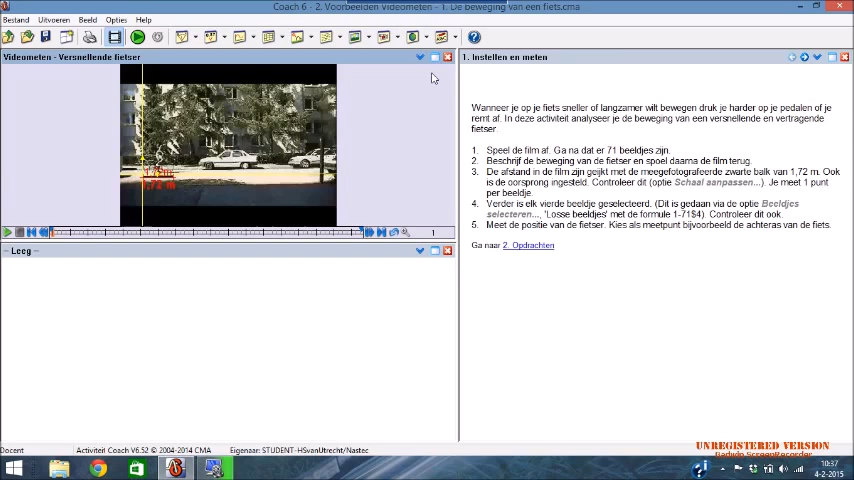 Coach 6 - 2. Voorbeelden Videometen - 1. De beweging van een fiets.cma
Bestand Uitvoeren Beeld Opties Help
Videometen - Versnellende fietser
1,72 m
1,72 m
1
-- Leeg --
1. Instellen en meten
Wanneer je op je fiets sneller of langzamer wilt bewegen druk je harder op je pedalen of je
remt af. In deze activiteit analyseer je de beweging van een versnellende en vertragende
fietser.
1. Speel de film af. Ga na dat er 71 beeldjes zijn.
2. Beschrijf de beweging van de fietser en spoel daarna de film terug.
3. De afstand in de film zijn geijkt met de meegefotografeerde zwarte balk van 1,72 m. Ook
is de oorsprong ingesteld. Controleer dit (optie Schaal aanpassen...). Je meet 1 punt
per beeldje.
4. Verder is elk vierde beeldje geselecteerd. (Dit is gedaan via de optie Beeldjes
selecteren..., 'Losse beeldjes' met de formule 1-71$4). Controleer dit ook.
5. Meet de positie van de fietser. Kies als meetpunt bijvoorbeeld de achteras van de fiets.
Ga naar 2. Opdrachten
Docent
Activiteit Coach V6.52 © 2004-2014 CMA
Eigenaar: STUDENT-HSvanUtrecht/Nastec
UNREGISTERED VERSION
ScreenRecorder
10:37
4-2-2015